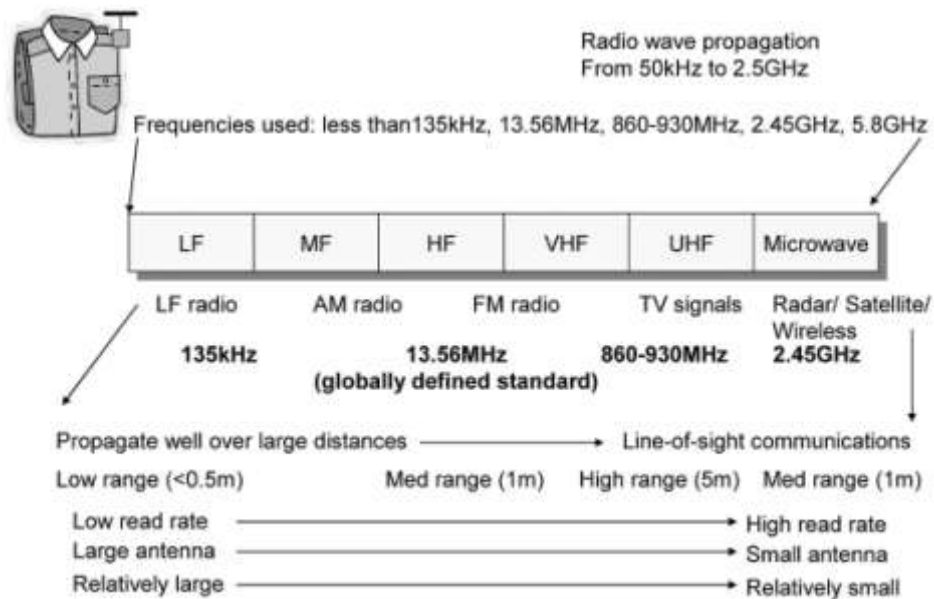 Radio wave propagation
From 50kHz to 2.5GHz
Frequencies used: less than135kHz, 13.56MHz, 860-930MHz, 2.45GHz, 5.8GHz
LF MF HF VHF UHF Microwave
LF radio AM radio FM radio TV signals Radar/ Satellite/
Wireless
135kHz 13.56MHz 860-930MHz 2.45GHz
(globally defined standard)
Propagate well over large distances Line-of-sight communications
Low range (<0.5m) Med range (1m) High range (5m) Med range (1m)
Low read rate High read rate
Large antenna Small antenna
Relatively large Relatively small